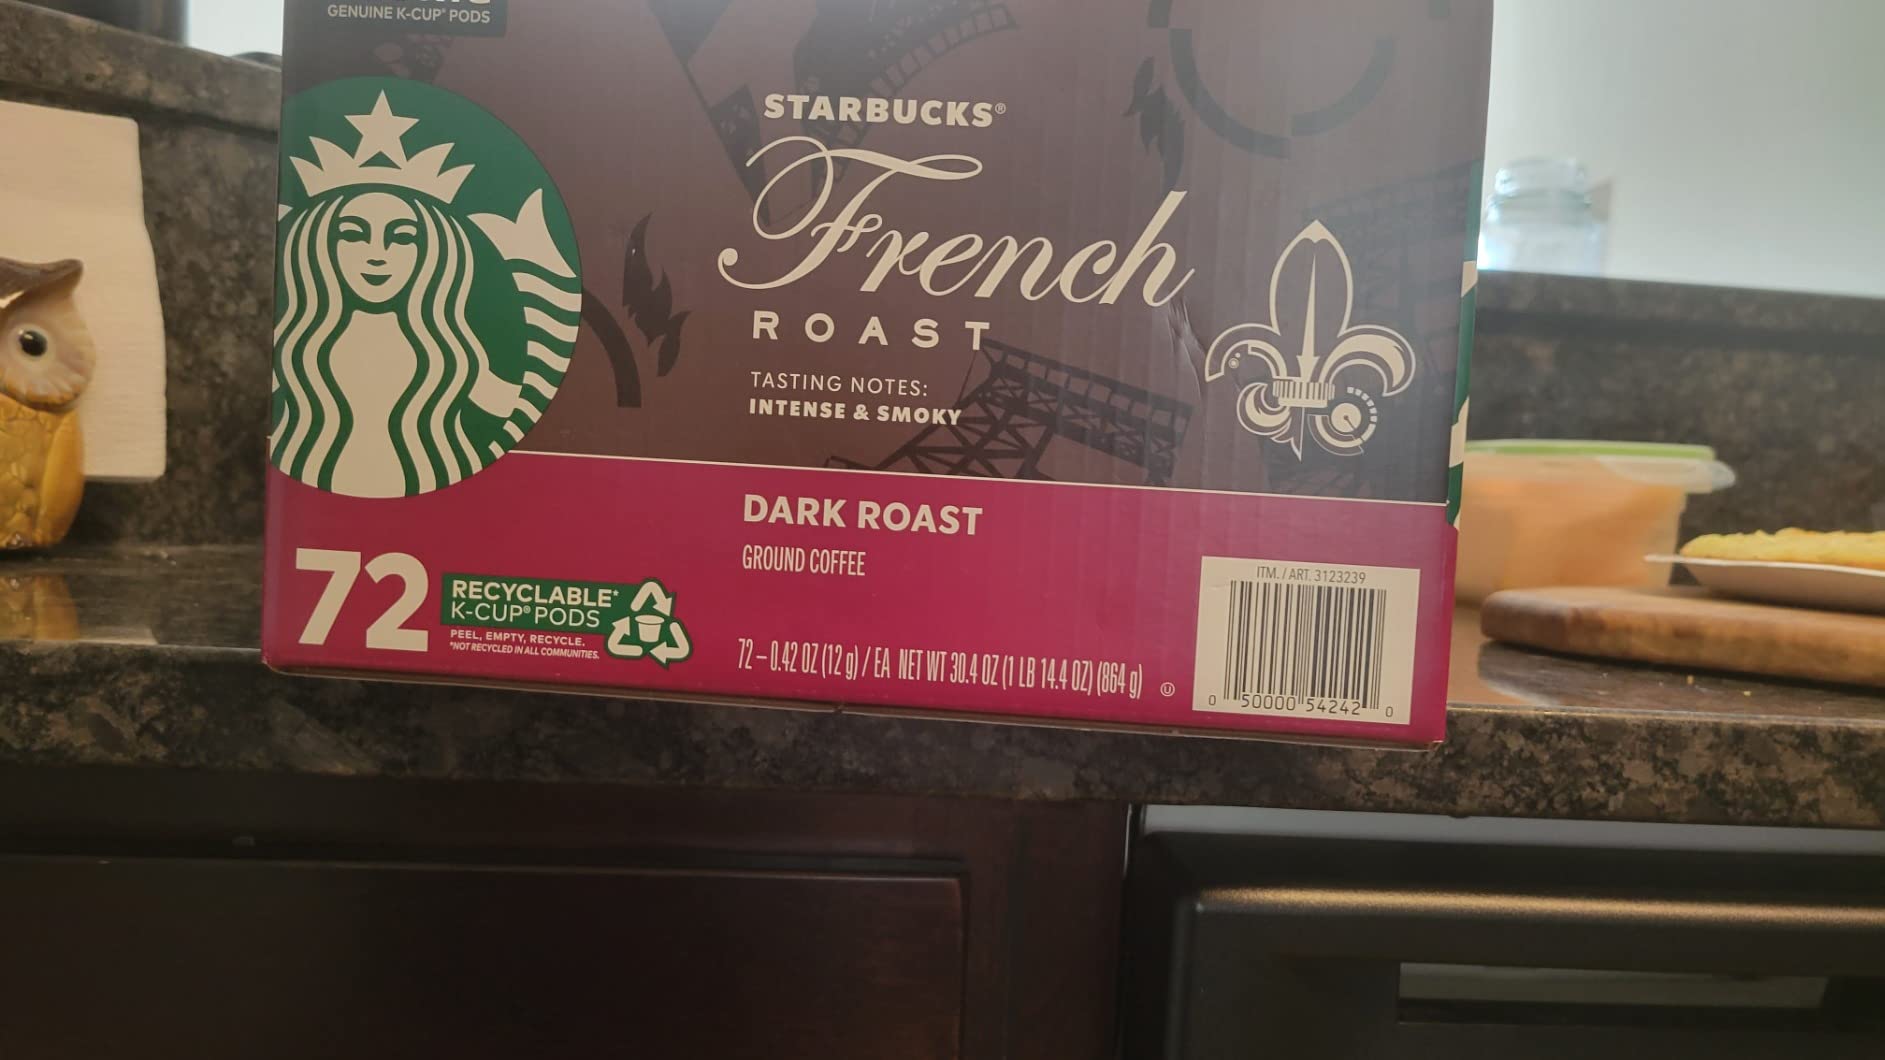 GENUINE K-CUP® PODS
STARBUCKS®
French
ROAST
TASTING NOTES:
INTENSE & SMOKY
DARK ROAST
GROUND COFFEE
72
RECYCLABLE*
K-CUP® PODS
PEEL, EMPTY, RECYCLE.
*NOT RECYCLED IN ALL COMMUNITIES.
72 – 0.42 OZ (12 g) / EA NET WT 30.4 OZ (1 LB 14.4 OZ) (864 g)
U
ITM. / ART. 3123239
0 50000 54242 0